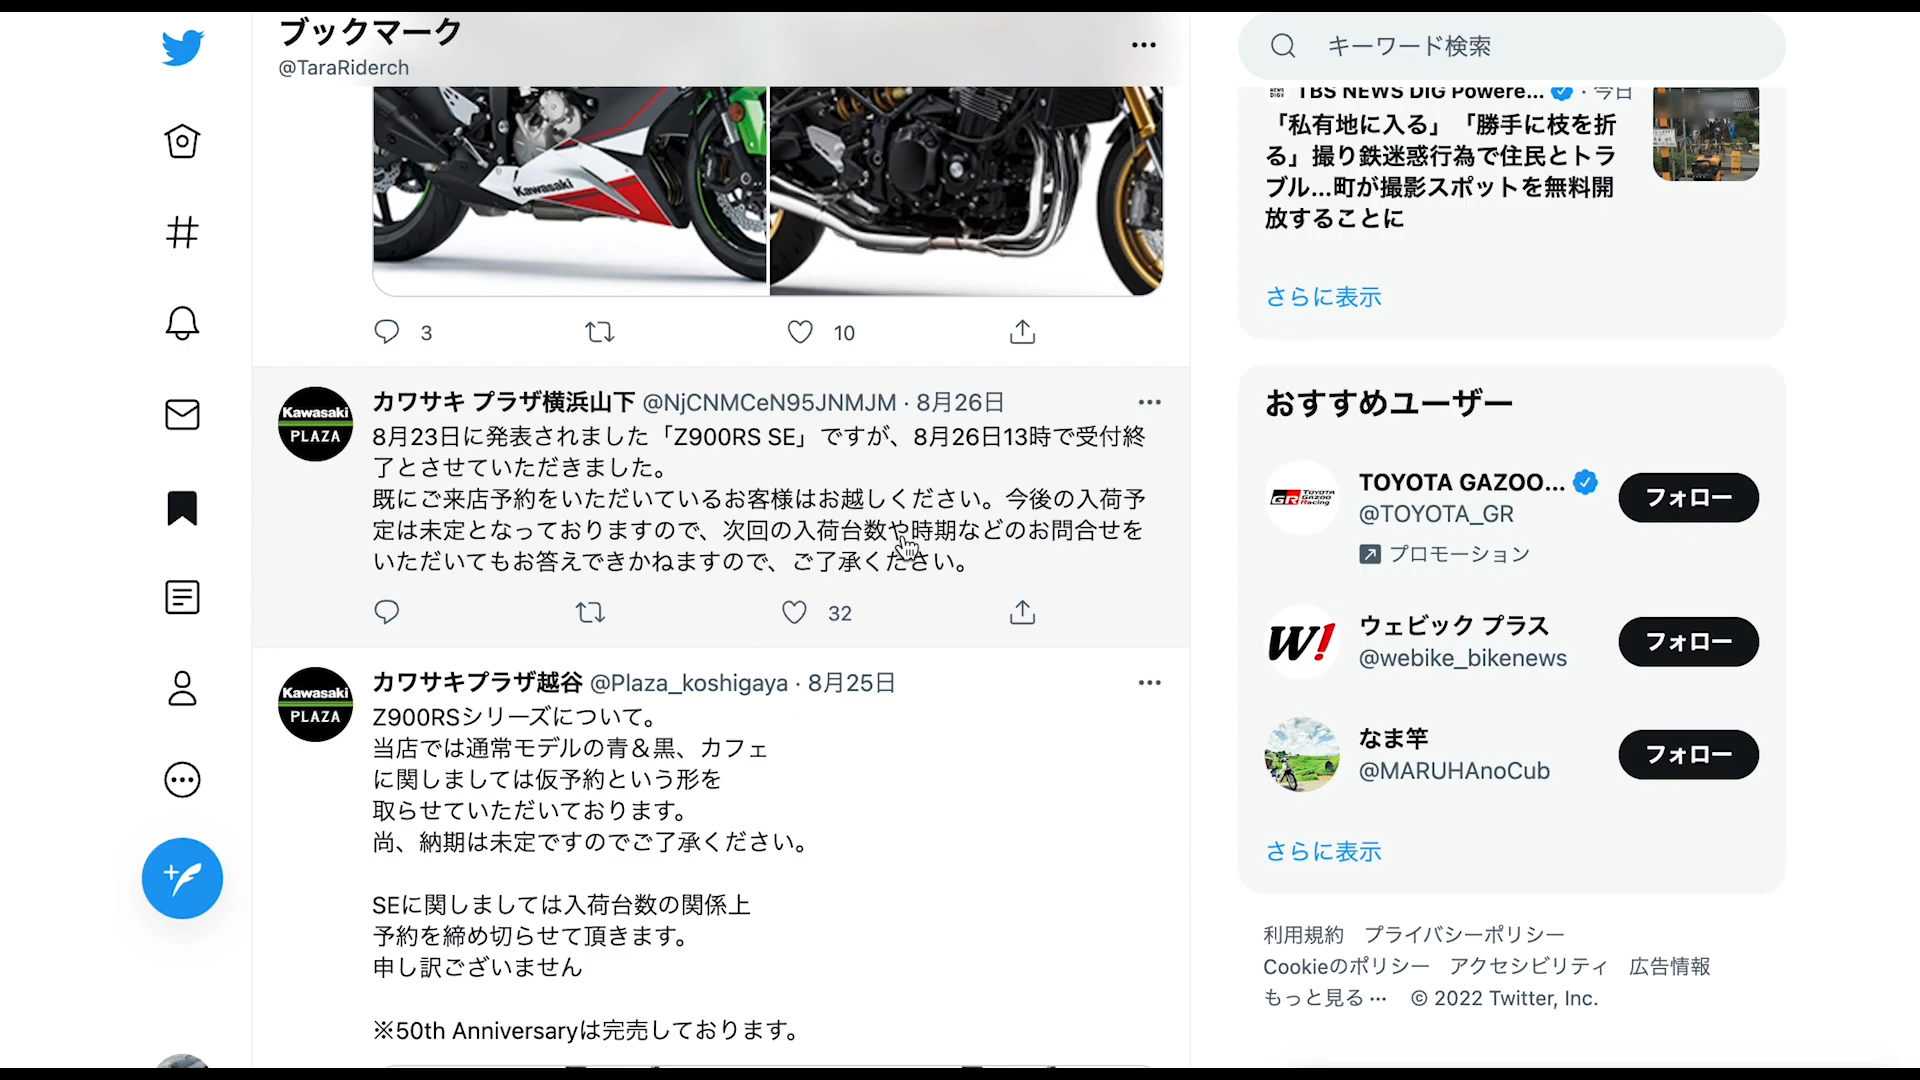 ブックマーク
@TaraRiderch
Kawasaki
3
10
Kawasaki
PLAZA
カワサキ プラザ横浜山下 @NjCNMCeN95JNMJM · 8月26日
8月23日に発表されました「Z900RS SE」ですが、8月26日13時で受付終
了とさせていただきました。
既にご来店予約をいただいているお客様はお越しください。今後の入荷予
定は未定となっておりますので、次回の入荷台数や時期などのお問合せを
いただいてもお答えできかねますので、ご了承ください。
32
Kawasaki
PLAZA
カワサキプラザ越谷 @Plaza_koshigaya · 8月25日
Z900RSシリーズについて。
当店では通常モデルの青＆黒、カフェ
に関しましては仮予約という形を
取らせていただいております。
尚、納期は未定ですのでご了承ください。
SEに関しましては入荷台数の関係上
予約を締め切らせて頂きます。
申し訳ございません
※50th Anniversaryは完売しております。
キーワード検索
TBS NEWS DIG Powere... · 今日
「私有地に入る」「勝手に枝を折
る」撮り鉄迷惑行為で住民とトラ
ブル…町が撮影スポットを無料開
放することに
さらに表示
おすすめユーザー
GR TOYOTA GAZOO Racing
TOYOTA GAZOO...
@TOYOTA_GR
プロモーション
フォロー
W!
ウェビック プラス
@webike_bikenews
フォロー
なま竿
@MARUHAnoCub
フォロー
さらに表示
利用規約 プライバシーポリシー
Cookieのポリシー アクセシビリティ 広告情報
もっと見る ··· © 2022 Twitter, Inc.